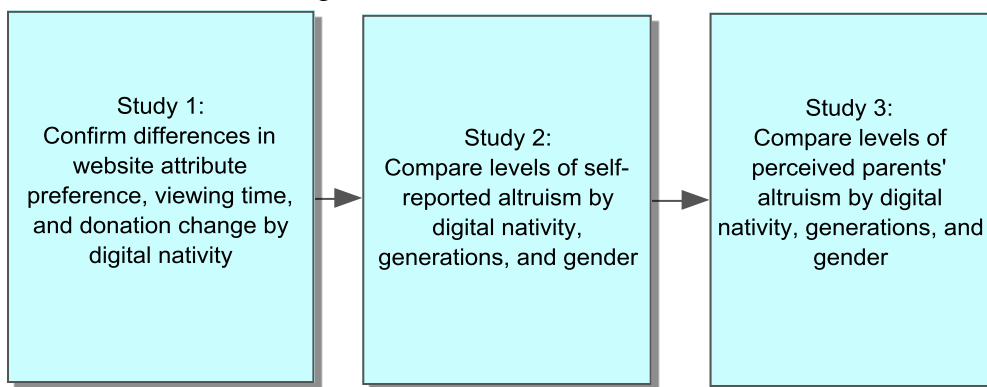 Study 1:
Confirm differences in
website attribute
preference, viewing time,
and donation change by
digital nativity
Study 2:
Compare levels of self-
reported altruism by
digital nativity,
generations, and gender
Study 3:
Compare levels of
perceived parents'
altruism by digital
nativity, generations, and
gender